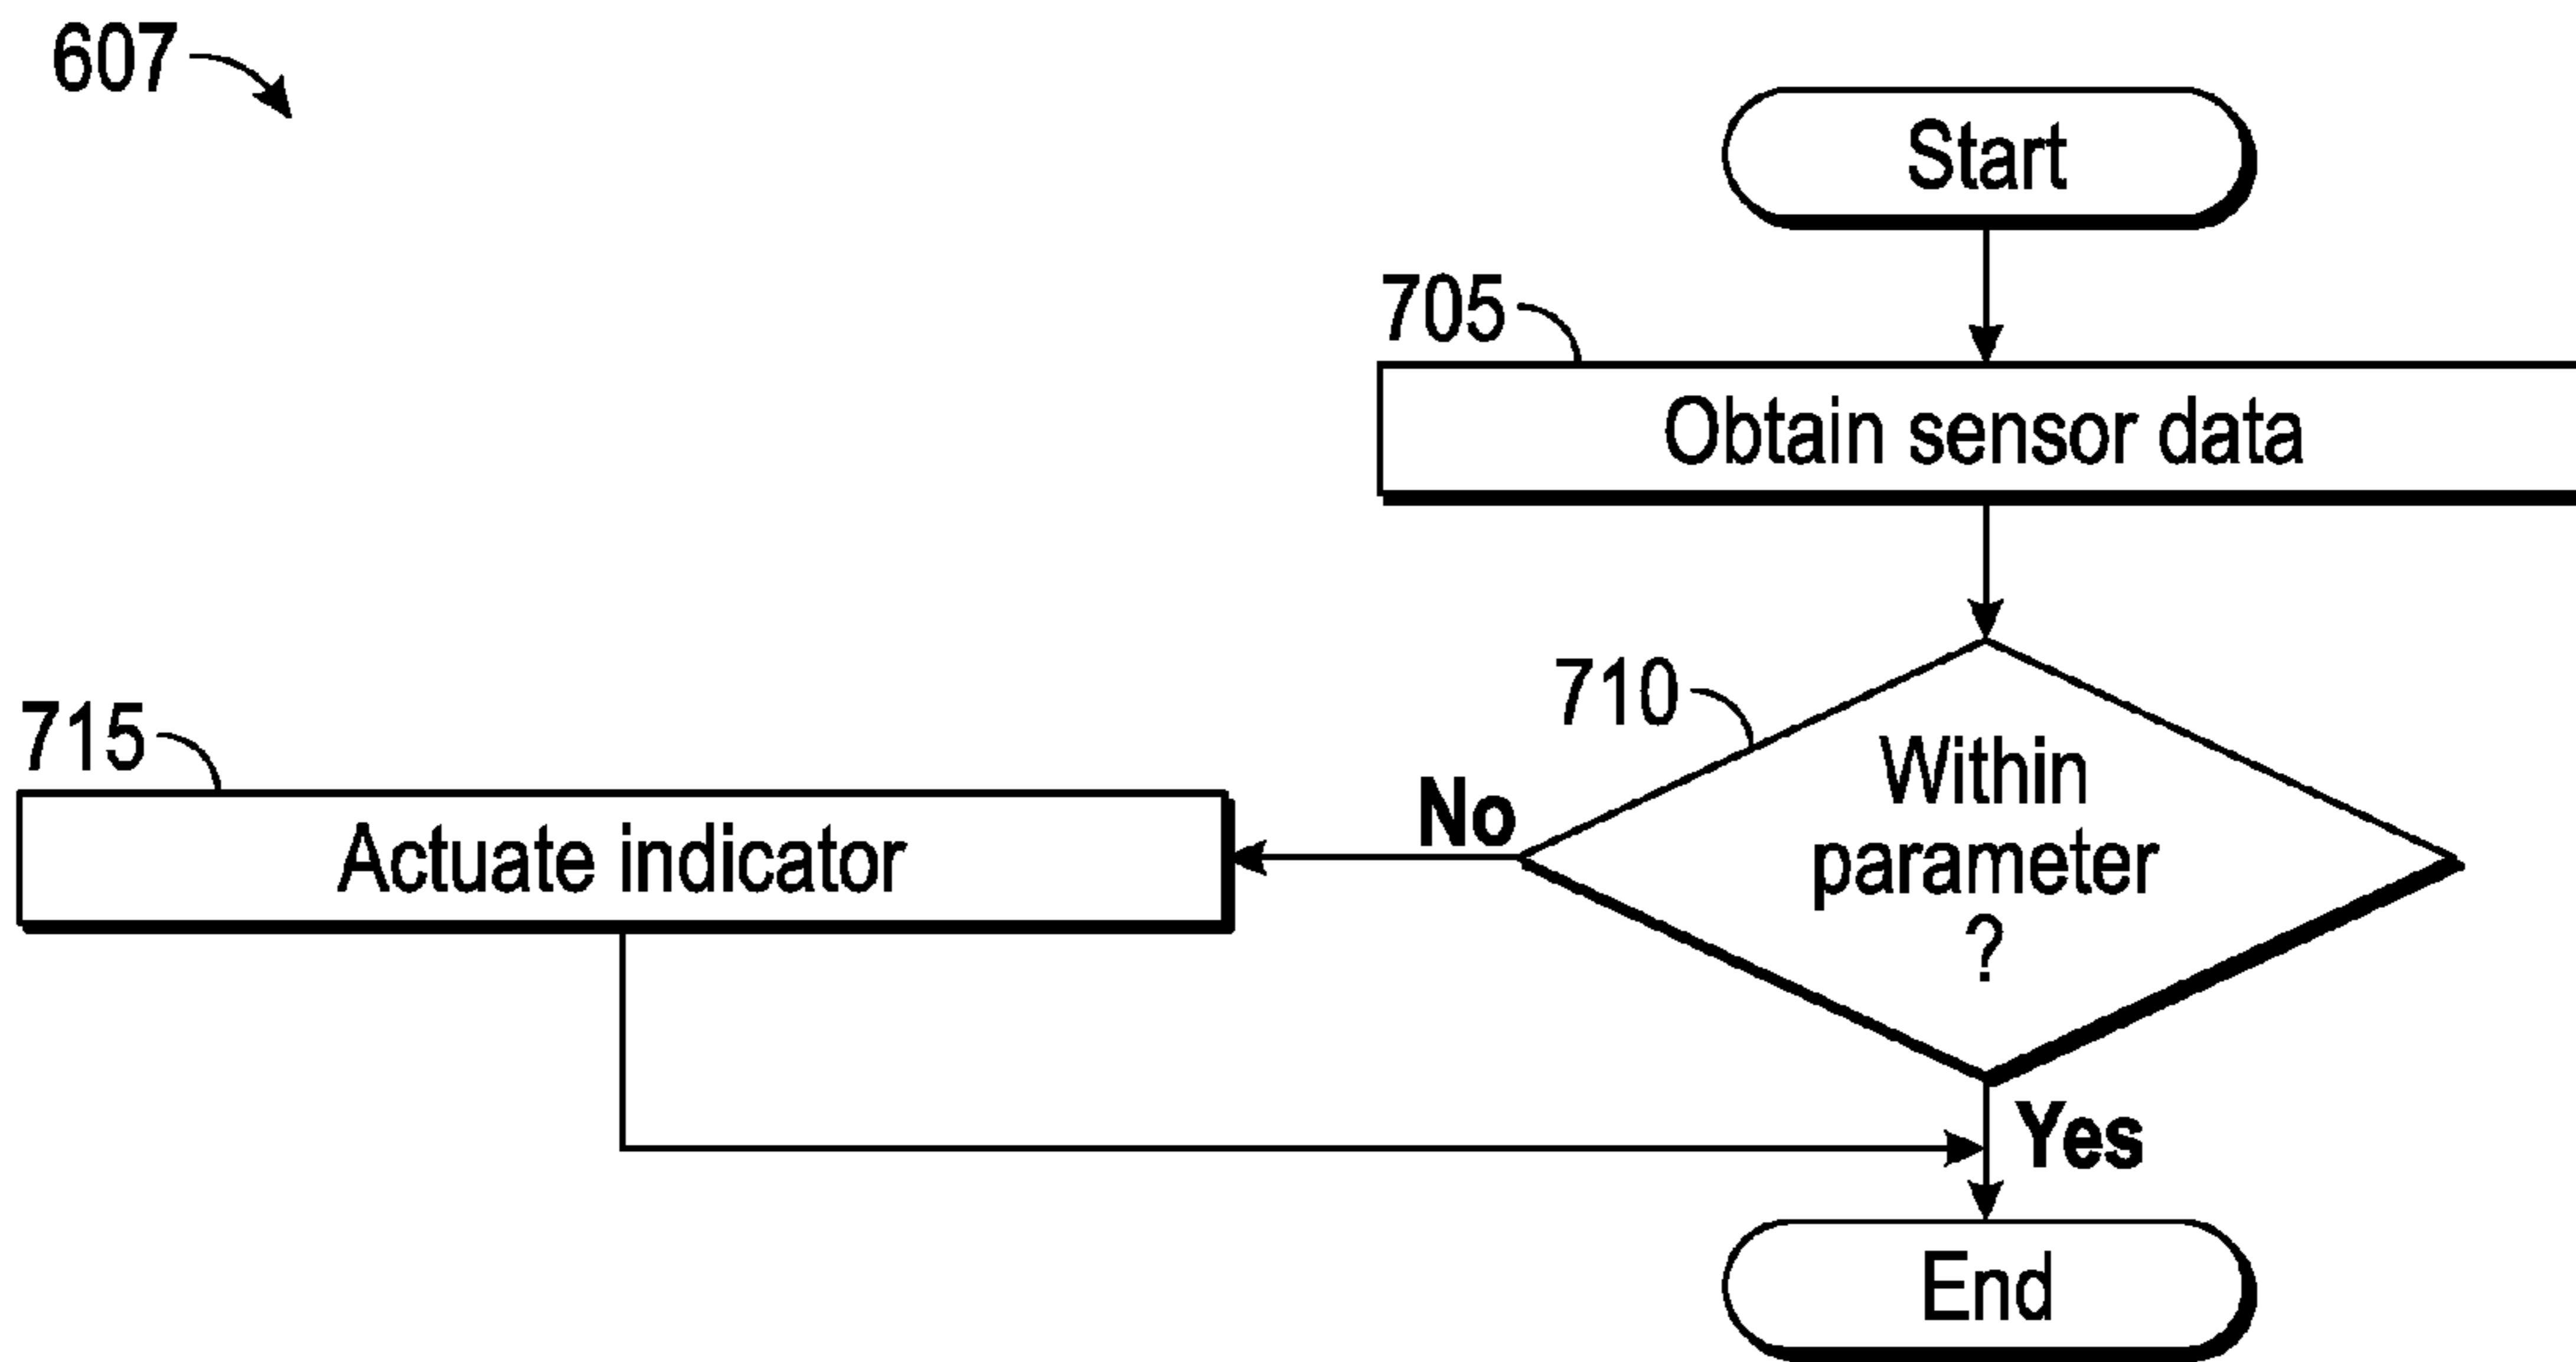 607
Start
705
Obtain sensor data
710
Within
parameter
?
No
715
Actuate indicator
Yes
End